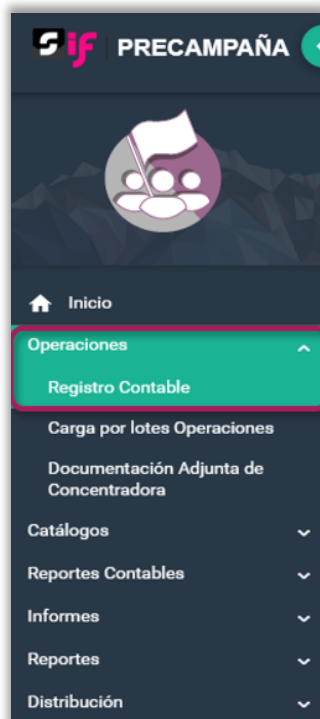 sif PRECAMPAÑA
Inicio
Operaciones
Registro Contable
Carga por lotes Operaciones
Documentación Adjunta de
Concentradora
Catálogos
Reportes Contables
Informes
Reportes
Distribución